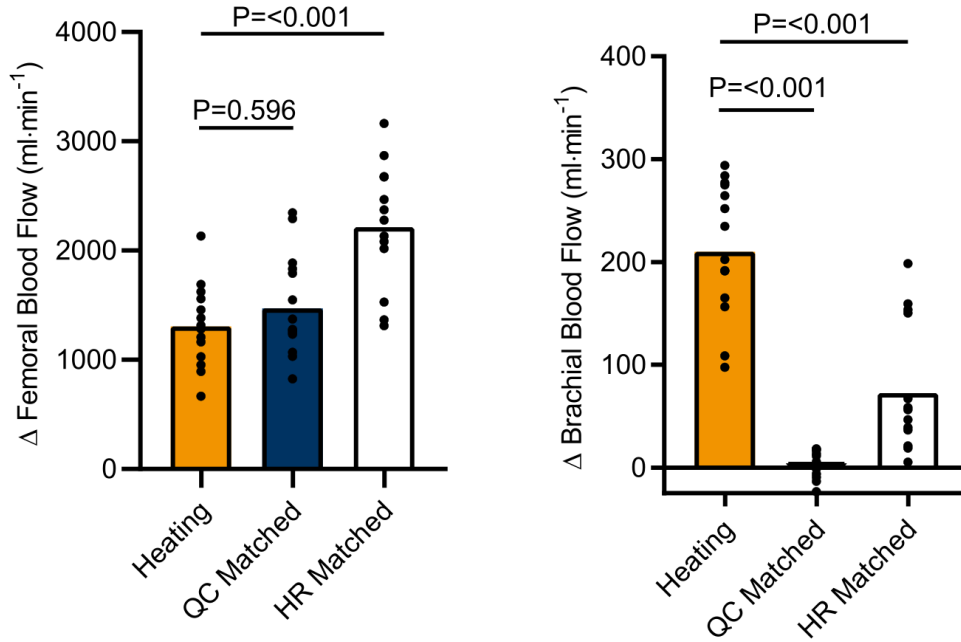 P=<0.001
P=0.596
Δ Femoral Blood Flow (ml·min⁻¹)
4000
3000
2000
1000
0
Heating
QC Matched
HR Matched
P=<0.001
P=<0.001
Δ Brachial Blood Flow (ml·min⁻¹)
400
300
200
100
0
Heating
QC Matched
HR Matched